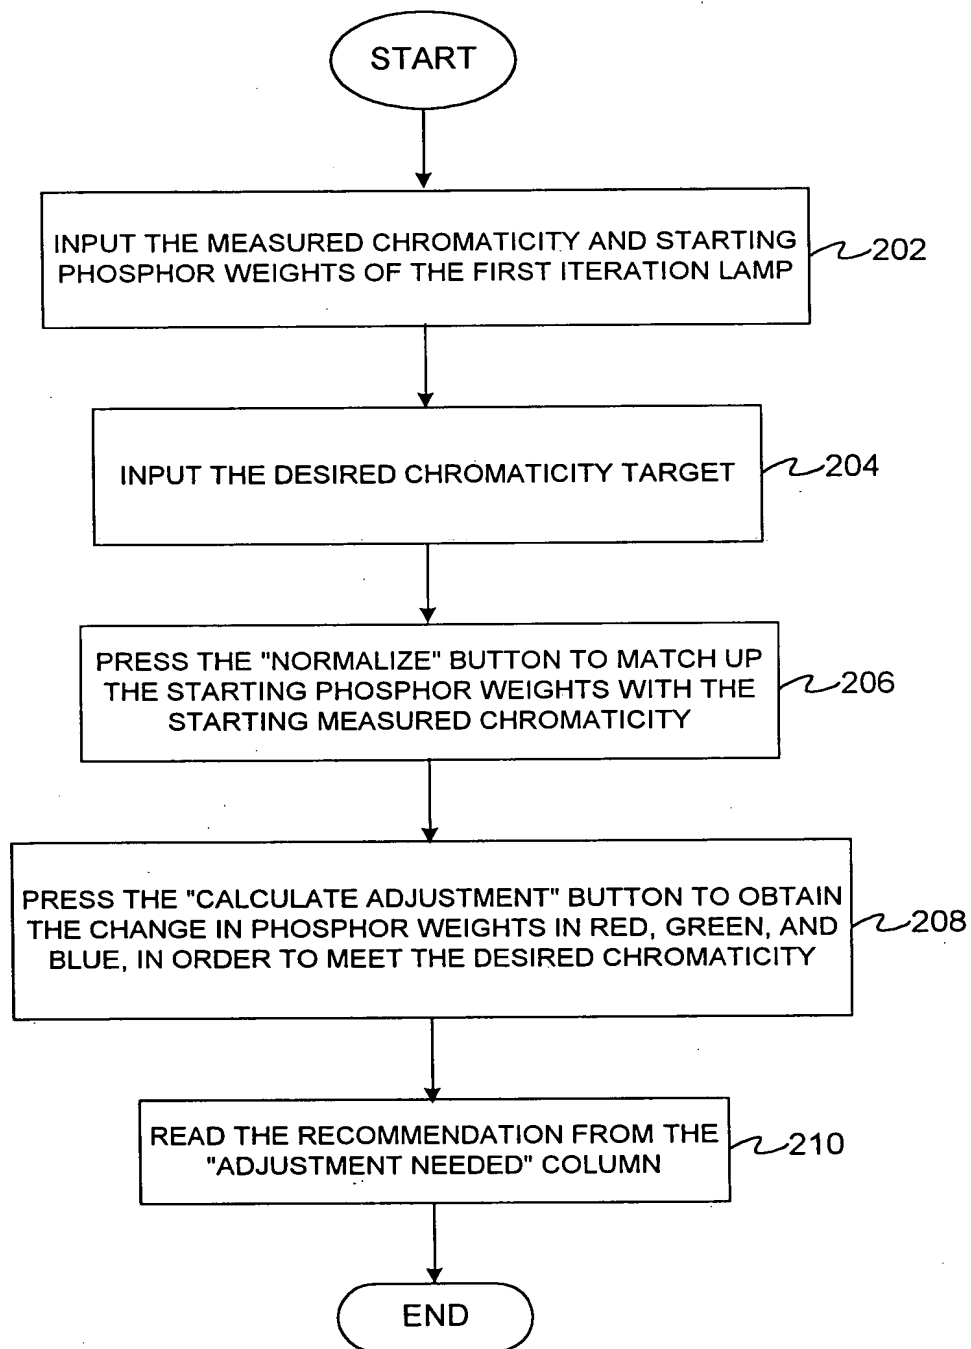 START
INPUT THE MEASURED CHROMATICITY AND STARTING
PHOSPHOR WEIGHTS OF THE FIRST ITERATION LAMP
202
INPUT THE DESIRED CHROMATICITY TARGET
204
PRESS THE "NORMALIZE" BUTTON TO MATCH UP
THE STARTING PHOSPHOR WEIGHTS WITH THE
STARTING MEASURED CHROMATICITY
206
PRESS THE "CALCULATE ADJUSTMENT" BUTTON TO OBTAIN
THE CHANGE IN PHOSPHOR WEIGHTS IN RED, GREEN, AND
BLUE, IN ORDER TO MEET THE DESIRED CHROMATICITY
208
READ THE RECOMMENDATION FROM THE
"ADJUSTMENT NEEDED" COLUMN
210
END